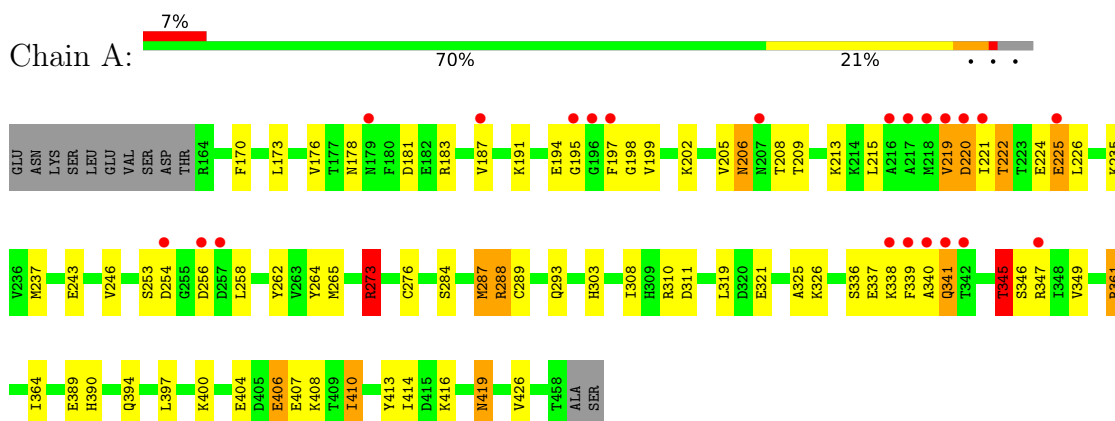 7%
Chain A:
70% 21% • • •
GLU ASN LYS SER LEU GLU VAL SER ASP THR R164 F170 L173 V176 T177 N178 N179 F180 D181 E182 R183 V187 K191 E194 G195 G196 F197 G198 V199 K202 V205 N206 N207 T208 T209 K213 K214 L215 A216 A217 M218 V219 D220 I221 T222 T223 E224 E225 L226 K235
V236 M237 E243 V246 S253 D254 G255 D256 D257 L258 Y262 V263 Y264 M265 R273 C276 S284 M287 R288 C289 Q293 H303 I308 H309 R310 D311 L319 D320 E321 A325 K326 S336 E337 K338 F339 A340 Q341 T342 T345 S346 R347 I348 V349 R361
I364 E389 H390 Q394 L397 K400 E404 D405 E406 E407 K408 T409 I410 Y413 I414 D415 K416 N419 V426 T458 ALA SER